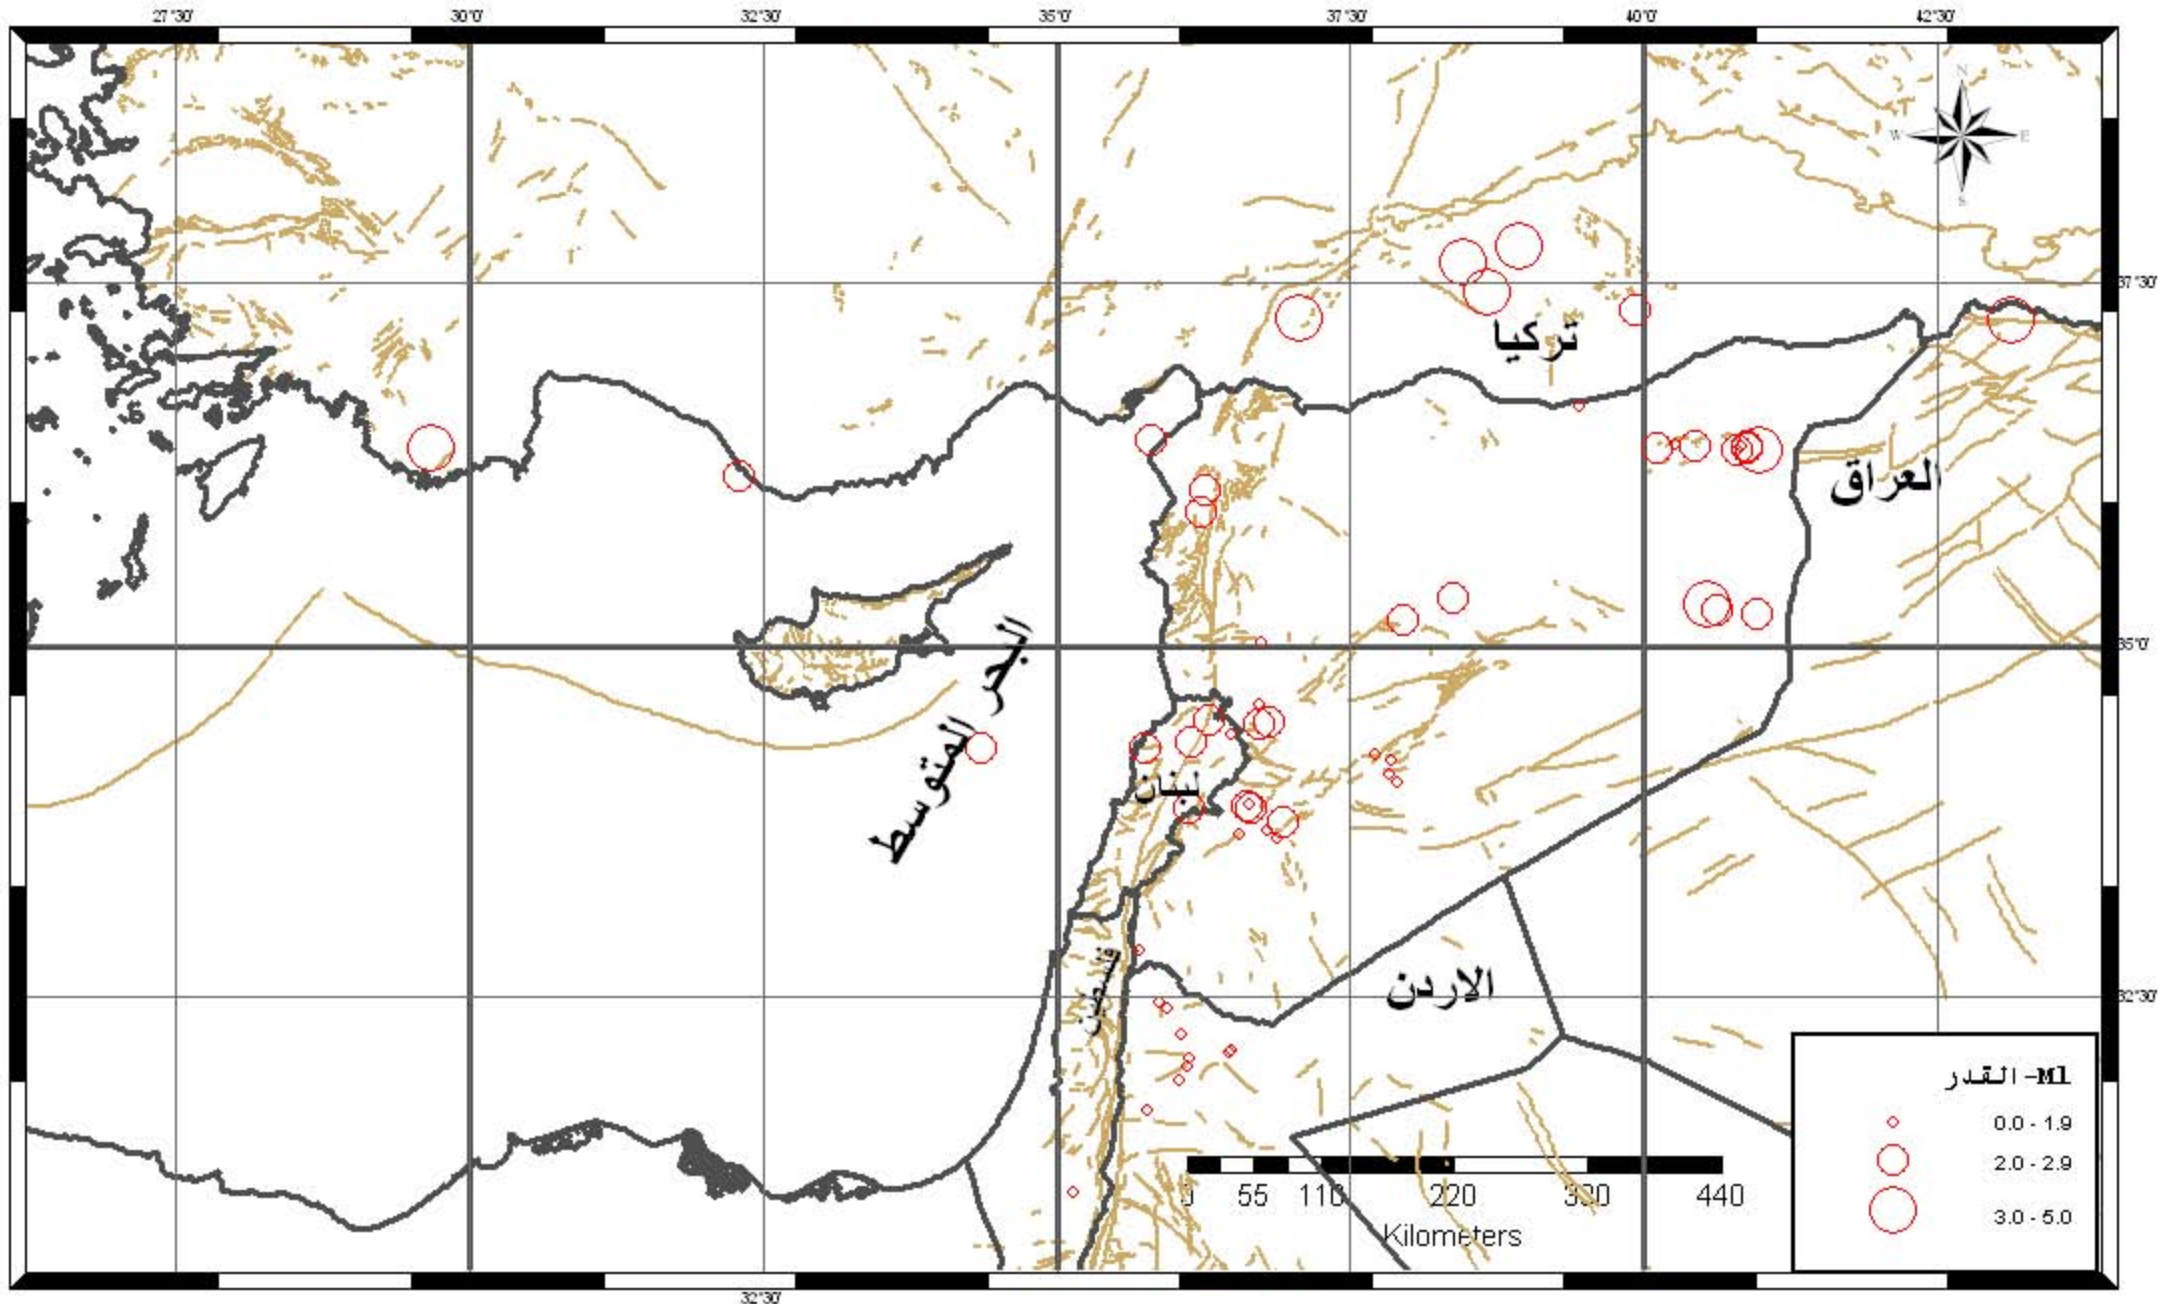 27°30' 30°0' 32°30' 35°0' 37°30' 40°0' 42°30'
N
W E
S
37°30'
تركيا
العراق
35°0'
البحر المتوسط
لبنان
فلسطين
الاردن
32°30'
القدر-Ml
0.0 - 1.9
2.0 - 2.9
3.0 - 5.0
0 55 110 220 330 440
Kilometers
32°30'